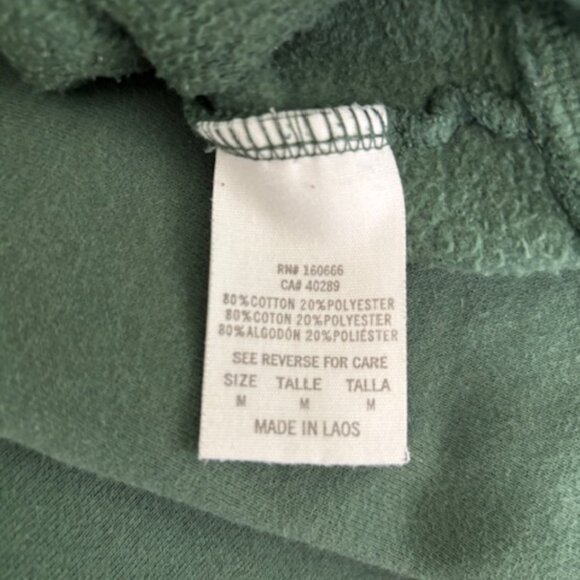 RN# 160666
CA# 40289
80%COTTON 20%POLYESTER
80%COTON 20%POLYESTER
80%ALGODÓN 20%POLIÉSTER
SEE REVERSE FOR CARE
SIZE TALLE TALLA
M M M
MADE IN LAOS